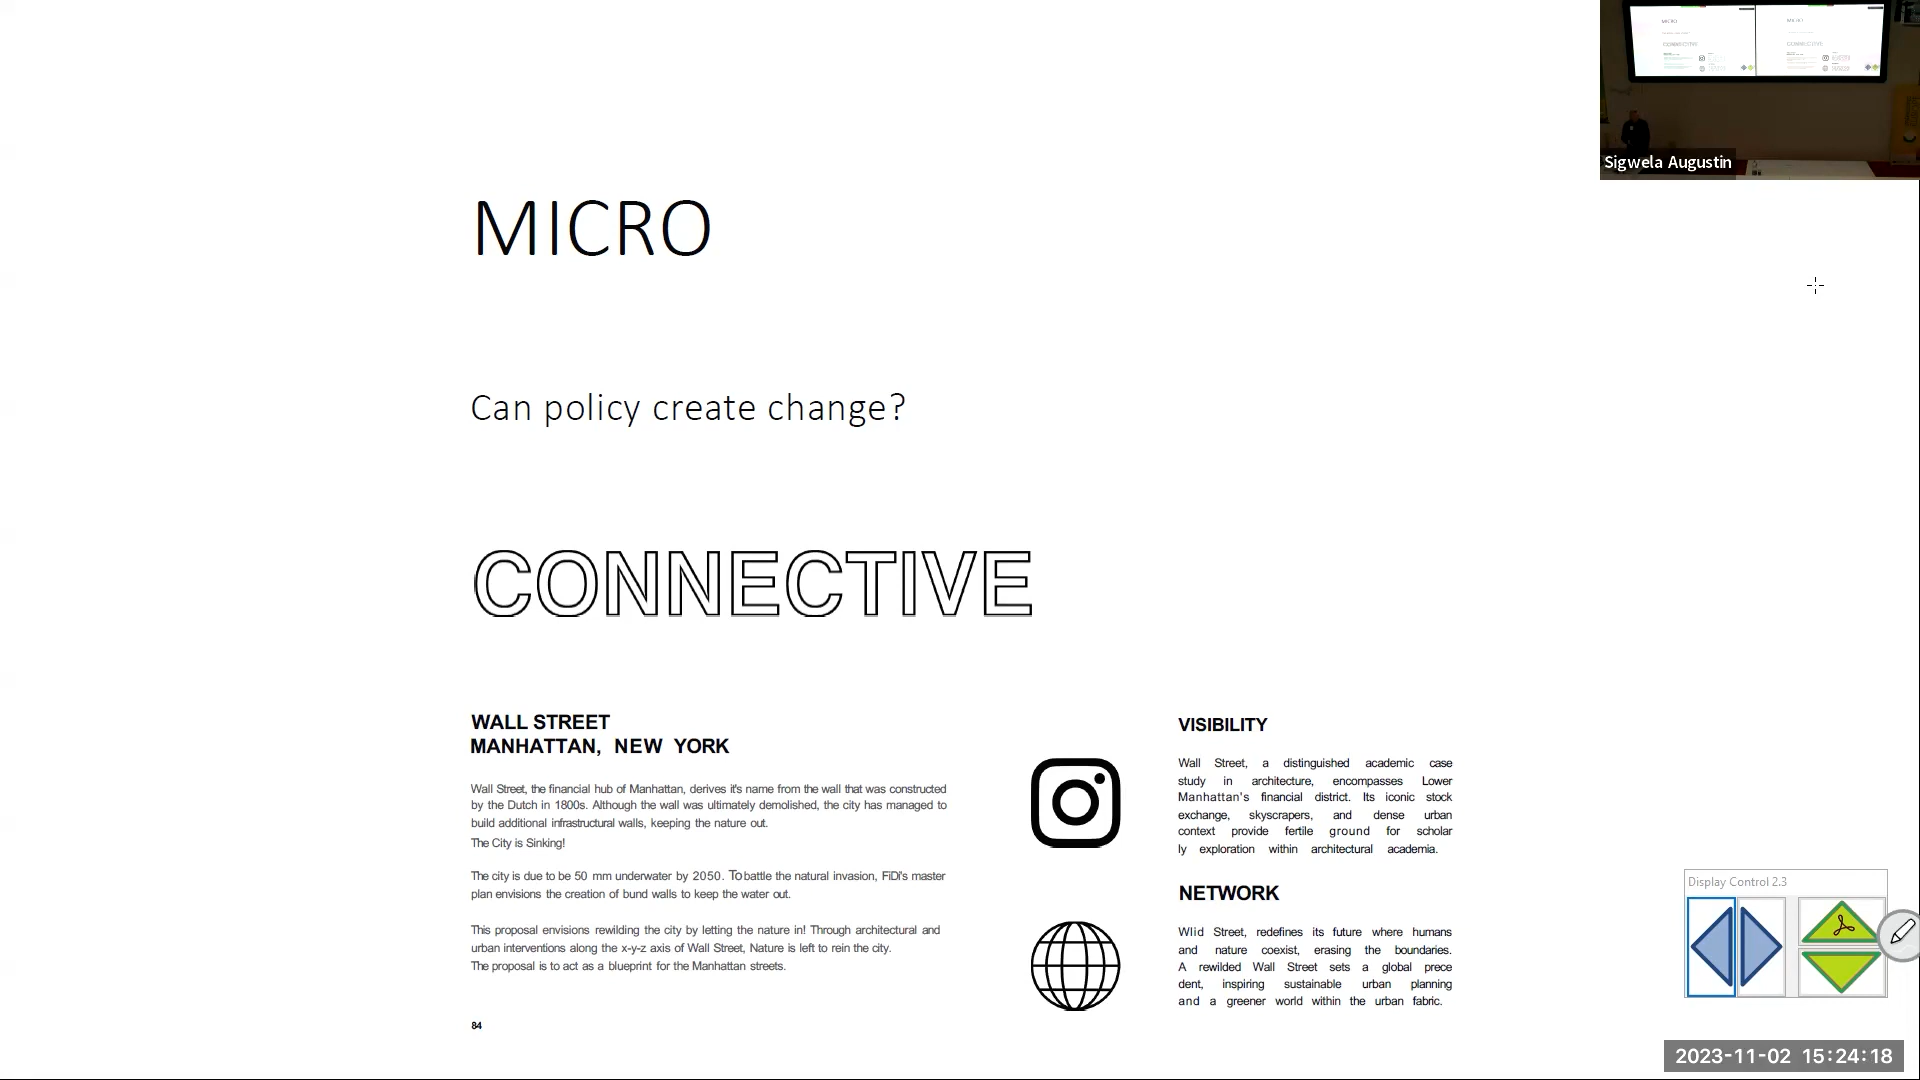 MICRO
Can policy create change?
CONNECTIVE
WALL STREET
MANHATTAN, NEW YORK
Wall Street, the financial hub of Manhattan, derives it's name from the wall that was constructed
by the Dutch in 1800s. Although the wall was ultimately demolished, the city has managed to
build additional infrastructural walls, keeping the nature out.
The City is Sinking!
The city is due to be 50 mm underwater by 2050. To battle the natural invasion, FiDi's master
plan envisions the creation of bund walls to keep the water out.
This proposal envisions rewilding the city by letting the nature in! Through architectural and
urban interventions along the x-y-z axis of Wall Street, Nature is left to rein the city.
The proposal is to act as a blueprint for the Manhattan streets.
84
VISIBILITY
Wall Street, a distinguished academic case
study in architecture, encompasses Lower
Manhattan's financial district. Its iconic stock
exchange, skyscrapers, and dense urban
context provide fertile ground for scholar
ly exploration within architectural academia.
NETWORK
Wlid Street, redefines its future where humans
and nature coexist, erasing the boundaries.
A rewilded Wall Street sets a global prece
dent, inspiring sustainable urban planning
and a greener world within the urban fabric.
MICRO
CONNECTIVE
MICRO
CONNECTIVE
Sigwela Augustin
Display Control 2.3
2023-11-02 15:24:18